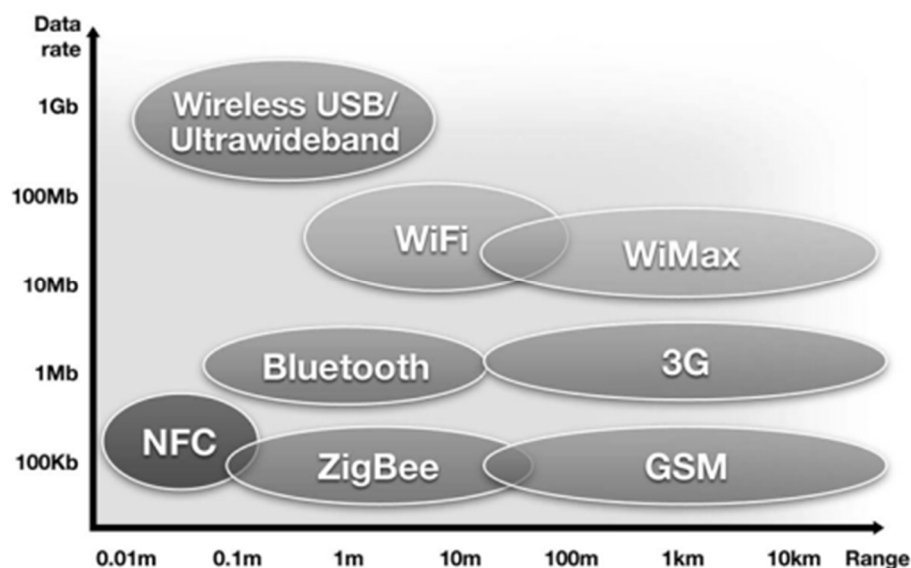 Data
rate
1Gb
Wireless USB/
Ultrawideband
100Mb
WiFi
WiMax
10Mb
Bluetooth
3G
1Mb
NFC
ZigBee
GSM
100Kb
0.01m 0.1m 1m 10m 100m 1km 10km Range